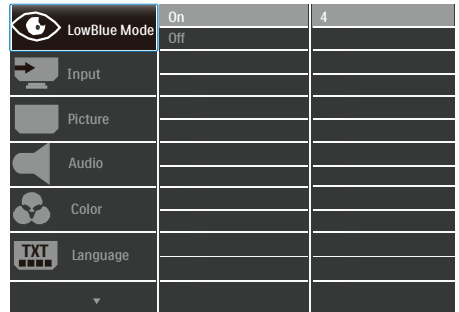 LowBlue Mode
On
4
Off
Input
Picture
Audio
Color
TXT
Language